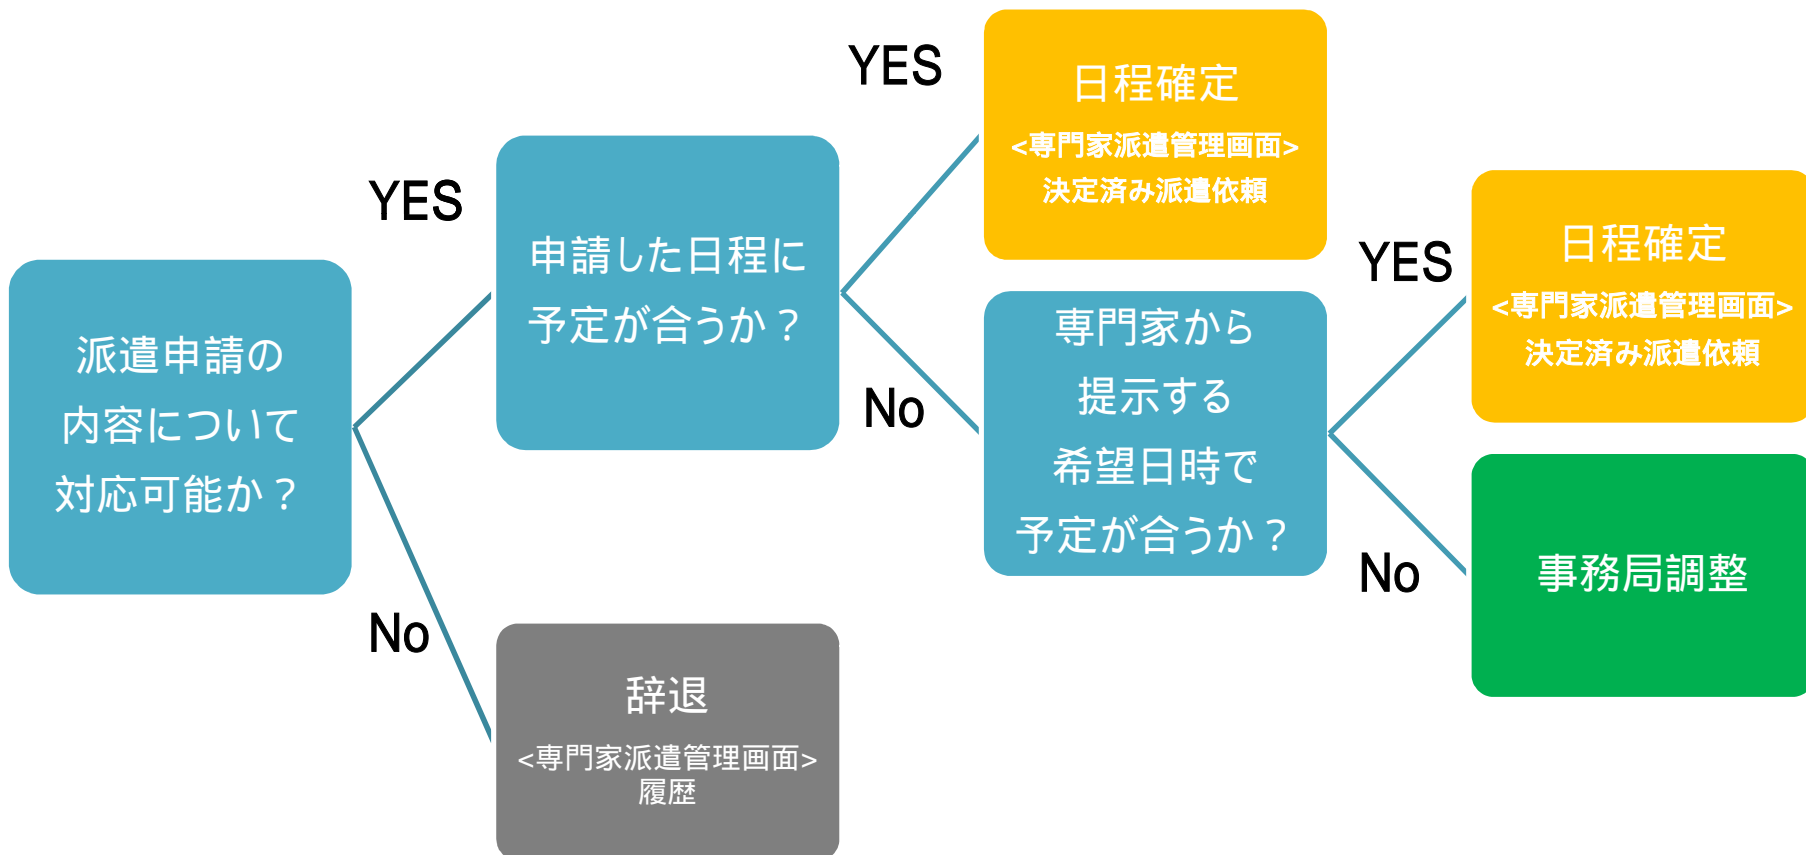 派遣申請の
内容について
対応可能か？
YES
No
申請した日程に
予定が合うか？
辞退
<専門家派遣管理画面>
履歴
YES
No
日程確定
<専門家派遣管理画面>
決定済み派遣依頼
専門家から
提示する
希望日時で
予定が合うか？
YES
No
日程確定
<専門家派遣管理画面>
決定済み派遣依頼
事務局調整